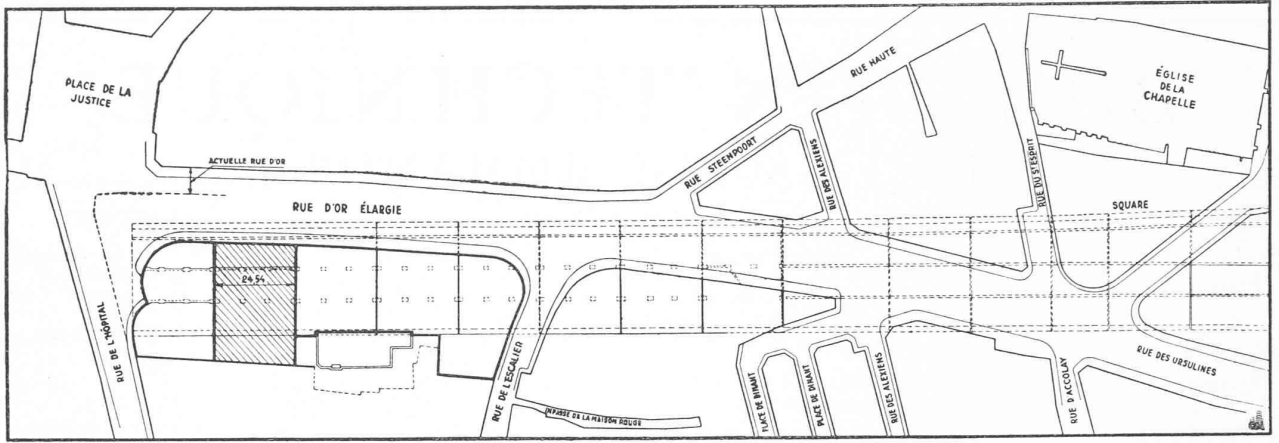 PLACE DE LA
JUSTICE
ACTUELLE RUE D'OR
RUE D'OR ÉLARGIE
24.54
RUE DE L'HOPITAL
RUE DE L'ESCALIER
IMPASSE DE LA MAISON ROUGE
RUE STEENPOORT
RUE DES ALEXIENS
RUE HAUTE
RUE DU ST ESPRIT
ÉGLISE
DE LA
CHAPELLE
SQUARE
PLACE DE DINANT
PLACE DE DINANT
RUE DES ALEXIENS
RUE D'ACCOLAY
RUE DES URSULINES